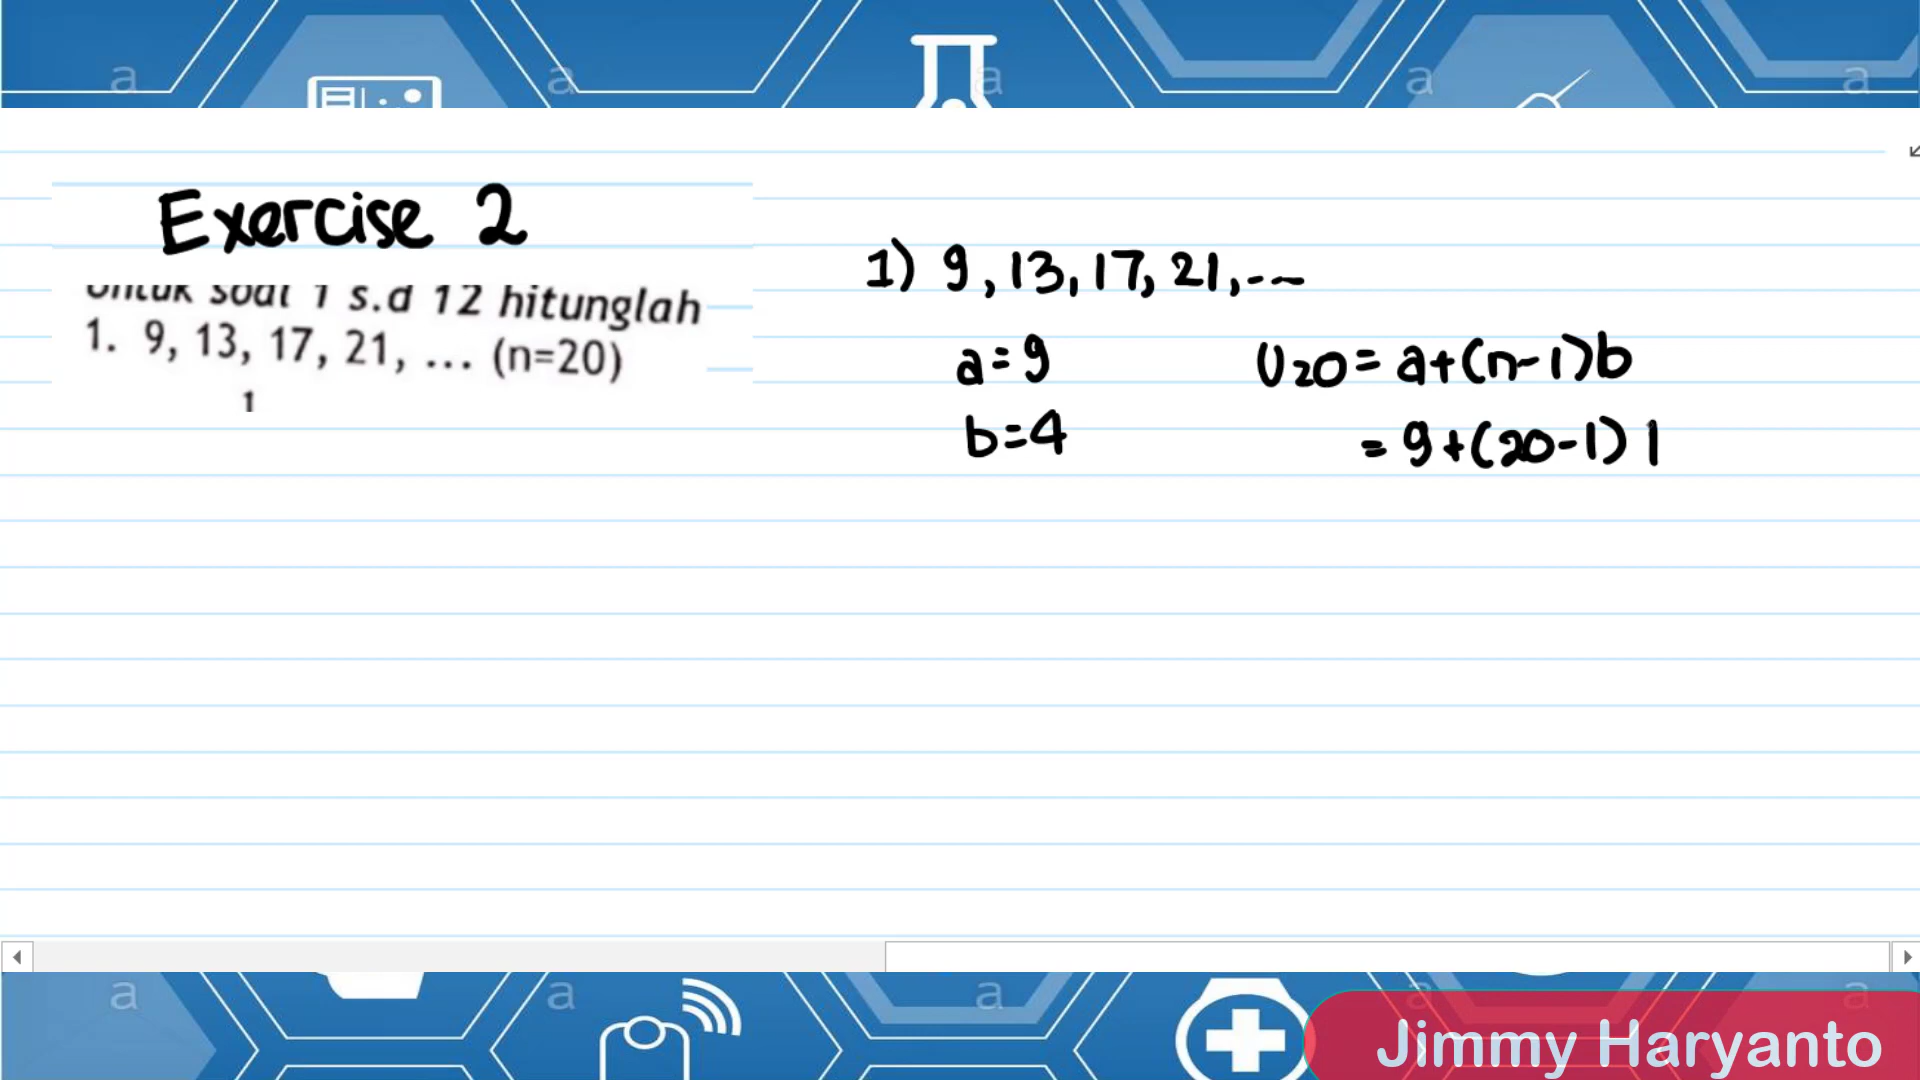 Exercise 2
untuk soal 1 s.d 12 hitunglah
1. 9, 13, 17, 21, ... (n=20)
1) 9, 13, 17, 21, ...
a = 9
b = 4
U20 = a + (n - 1) b
= 9 + (20 - 1) 1
a a a a a
a a a a a
Jimmy Haryanto